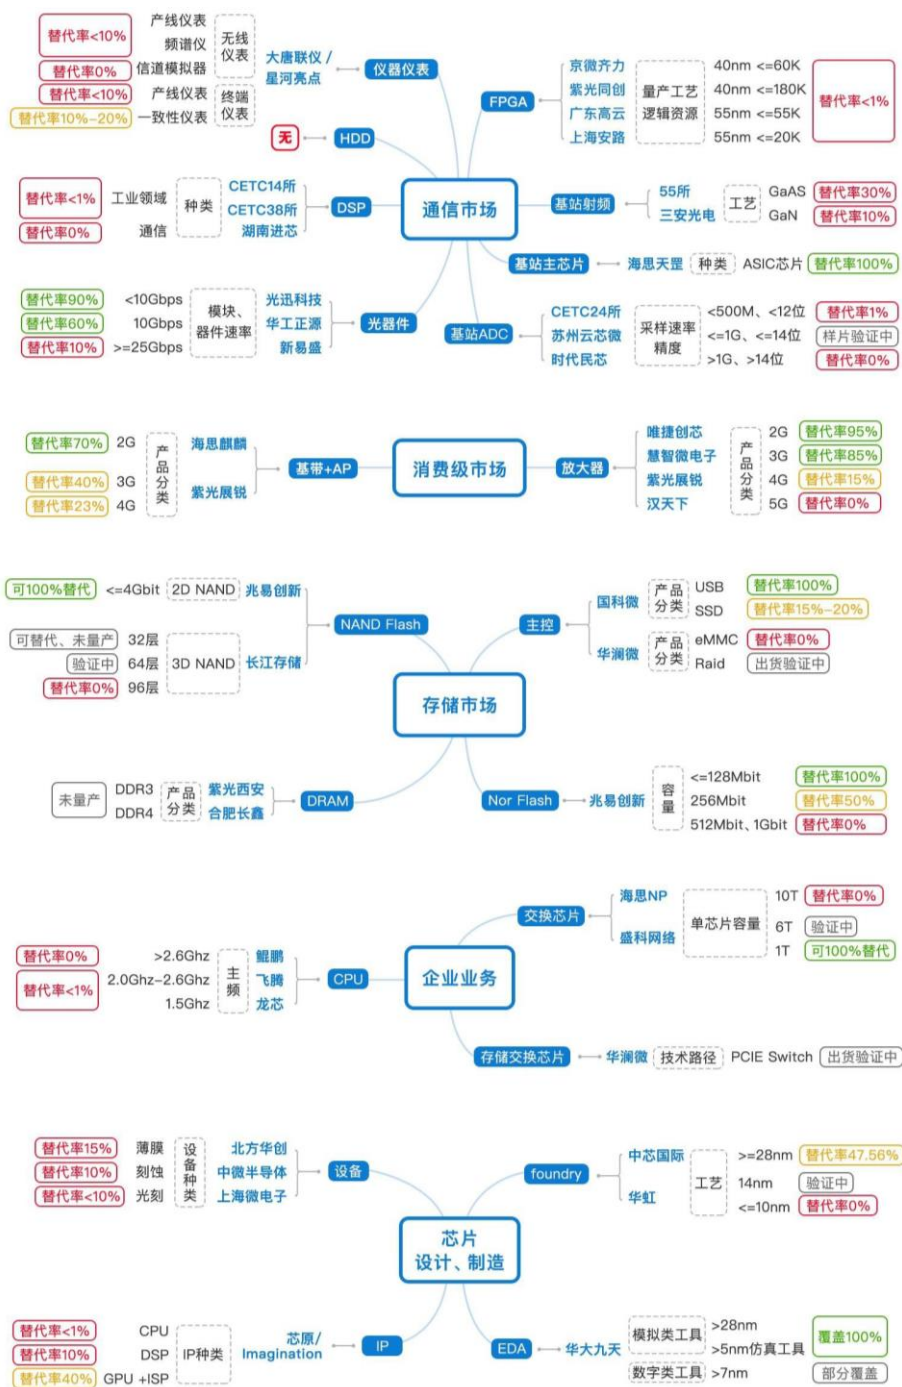 通信市场
仪器仪表
大唐联仪 /
星河亮点
无线
仪表
产线仪表
频谱仪
替代率<10%
信道模拟器
替代率0%
终端
仪表
产线仪表
替代率<10%
一致性仪表
替代率10%-20%
HDD
无
DSP
CETC14所
CETC38所
湖南进芯
种类
工业领域
替代率<1%
通信
替代率0%
光器件
光迅科技
华工正源
新易盛
模块、
器件速率
<10Gbps
替代率90%
10Gbps
替代率60%
>=25Gbps
替代率10%
FPGA
京微齐力
紫光同创
广东高云
上海安路
量产工艺
逻辑资源
40nm <=60K
40nm <=180K
55nm <=55K
55nm <=20K
替代率<1%
基站射频
55所
三安光电
工艺
GaAS
替代率30%
GaN
替代率10%
基站主芯片
海思天罡
种类
ASIC芯片
替代率100%
基站ADC
CETC24所
苏州云芯微
时代民芯
采样速率
精度
<500M、<12位
替代率1%
<=1G、<=14位
样片验证中
>1G、>14位
替代率0%
消费级市场
基带+AP
海思麒麟
紫光展锐
产品分类
2G
替代率70%
3G
替代率40%
4G
替代率23%
放大器
唯捷创芯
慧智微电子
紫光展锐
汉天下
产品分类
2G
替代率95%
3G
替代率85%
4G
替代率15%
5G
替代率0%
存储市场
NAND Flash
兆易创新
2D NAND
<=4Gbit
可100%替代
长江存储
3D NAND
32层
可替代、未量产
64层
验证中
96层
替代率0%
DRAM
紫光西安
合肥长鑫
产品
分类
DDR3
DDR4
未量产
主控
国科微
产品
分类
USB
替代率100%
SSD
替代率15%-20%
华澜微
产品
分类
eMMC
替代率0%
Raid
出货验证中
Nor Flash
兆易创新
容量
<=128Mbit
替代率100%
256Mbit
替代率50%
512Mbit、1Gbit
替代率0%
企业业务
CPU
鲲鹏
飞腾
龙芯
主频
>2.6Ghz
替代率0%
2.0Ghz-2.6Ghz
1.5Ghz
替代率<1%
交换芯片
海思NP
盛科网络
单芯片容量
10T
替代率0%
6T
验证中
1T
可100%替代
存储交换芯片
华澜微
技术路径
PCIE Switch
出货验证中
芯片
设计、制造
设备
北方华创
中微半导体
上海微电子
设备种类
薄膜
替代率15%
刻蚀
替代率10%
光刻
替代率<10%
IP
芯原/
Imagination
IP种类
CPU
替代率<1%
DSP
替代率10%
GPU +ISP
替代率40%
foundry
中芯国际
华虹
工艺
>=28nm
替代率47.56%
14nm
验证中
<=10nm
替代率0%
EDA
华大九天
模拟类工具
>28nm
>5nm仿真工具
覆盖100%
数字类工具
>7nm
部分覆盖